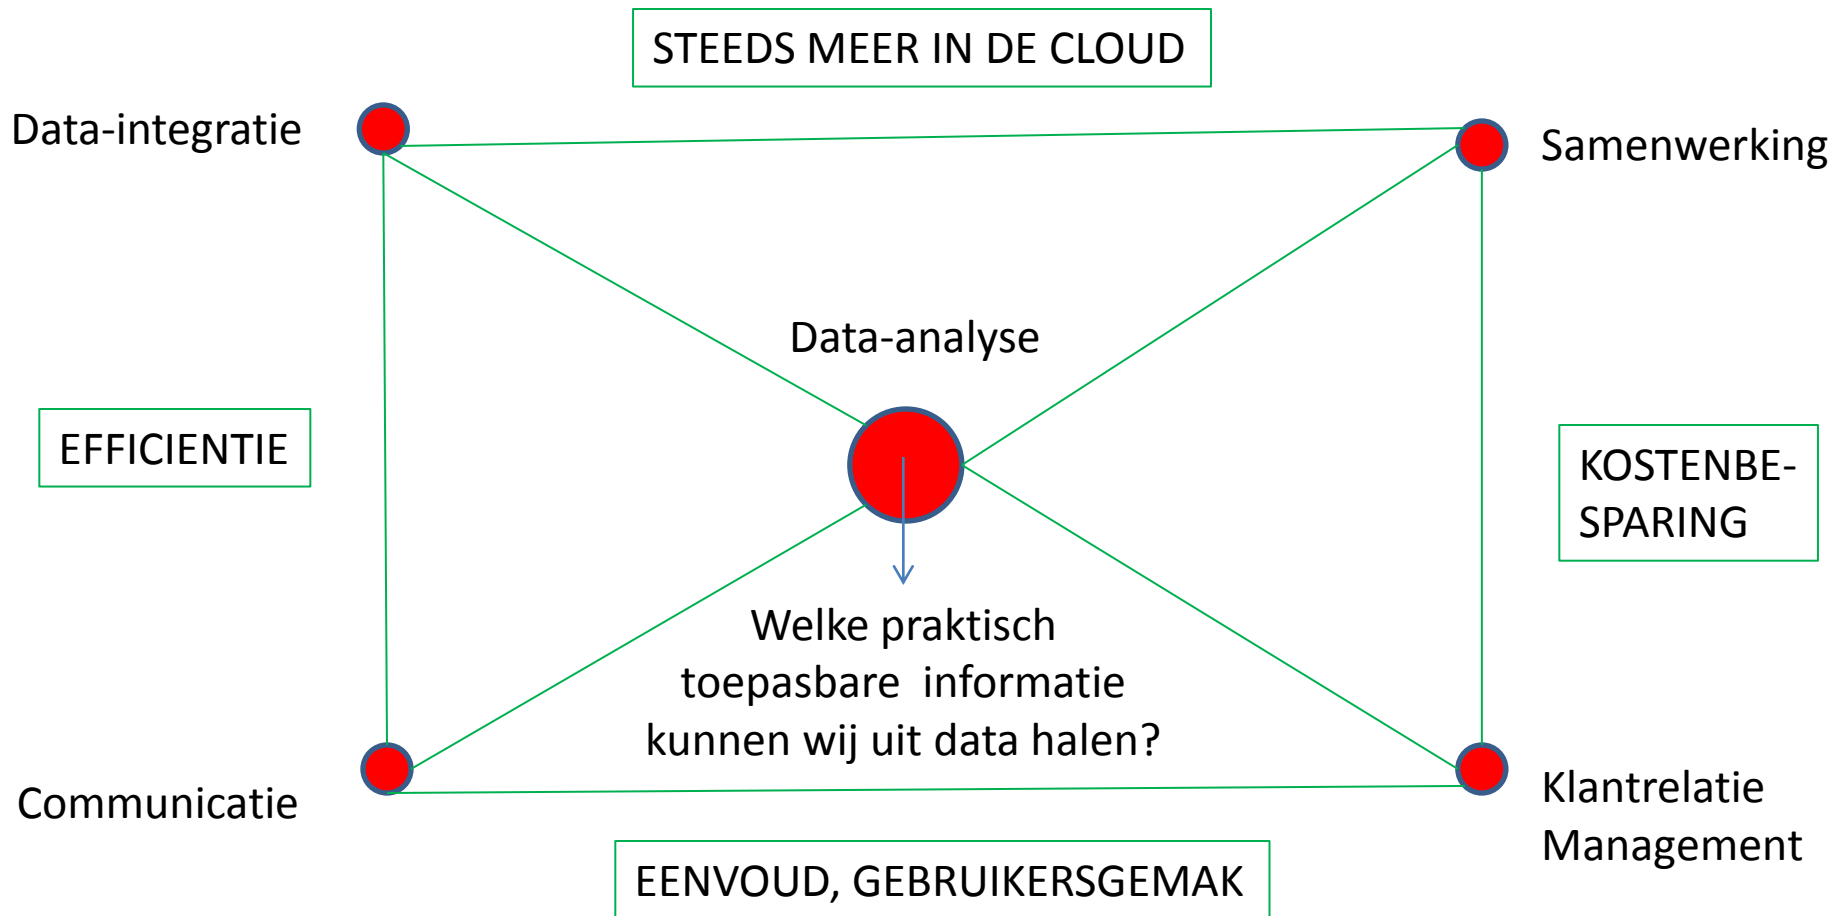 STEEDS MEER IN DE CLOUD
Data-integratie
Samenwerking
Data-analyse
EFFICIENTIE
KOSTENBE-
SPARING
Welke praktisch
toepasbare  informatie
kunnen wij uit data halen?
Communicatie
Klantrelatie
Management
EENVOUD, GEBRUIKERSGEMAK